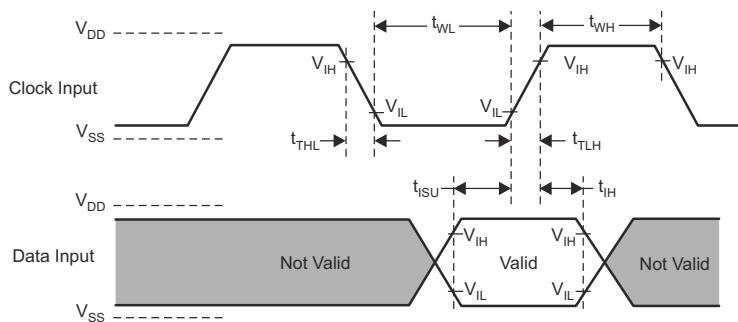 t_WL
t_WH
V_DD
V_IH
V_IH
V_IH
Clock Input
V_IL
V_IL
V_SS
t_THL
t_TLH
t_ISU
t_IH
V_DD
V_IH
V_IH
Data Input
Not Valid
Valid
Not Valid
V_IL
V_IL
V_SS